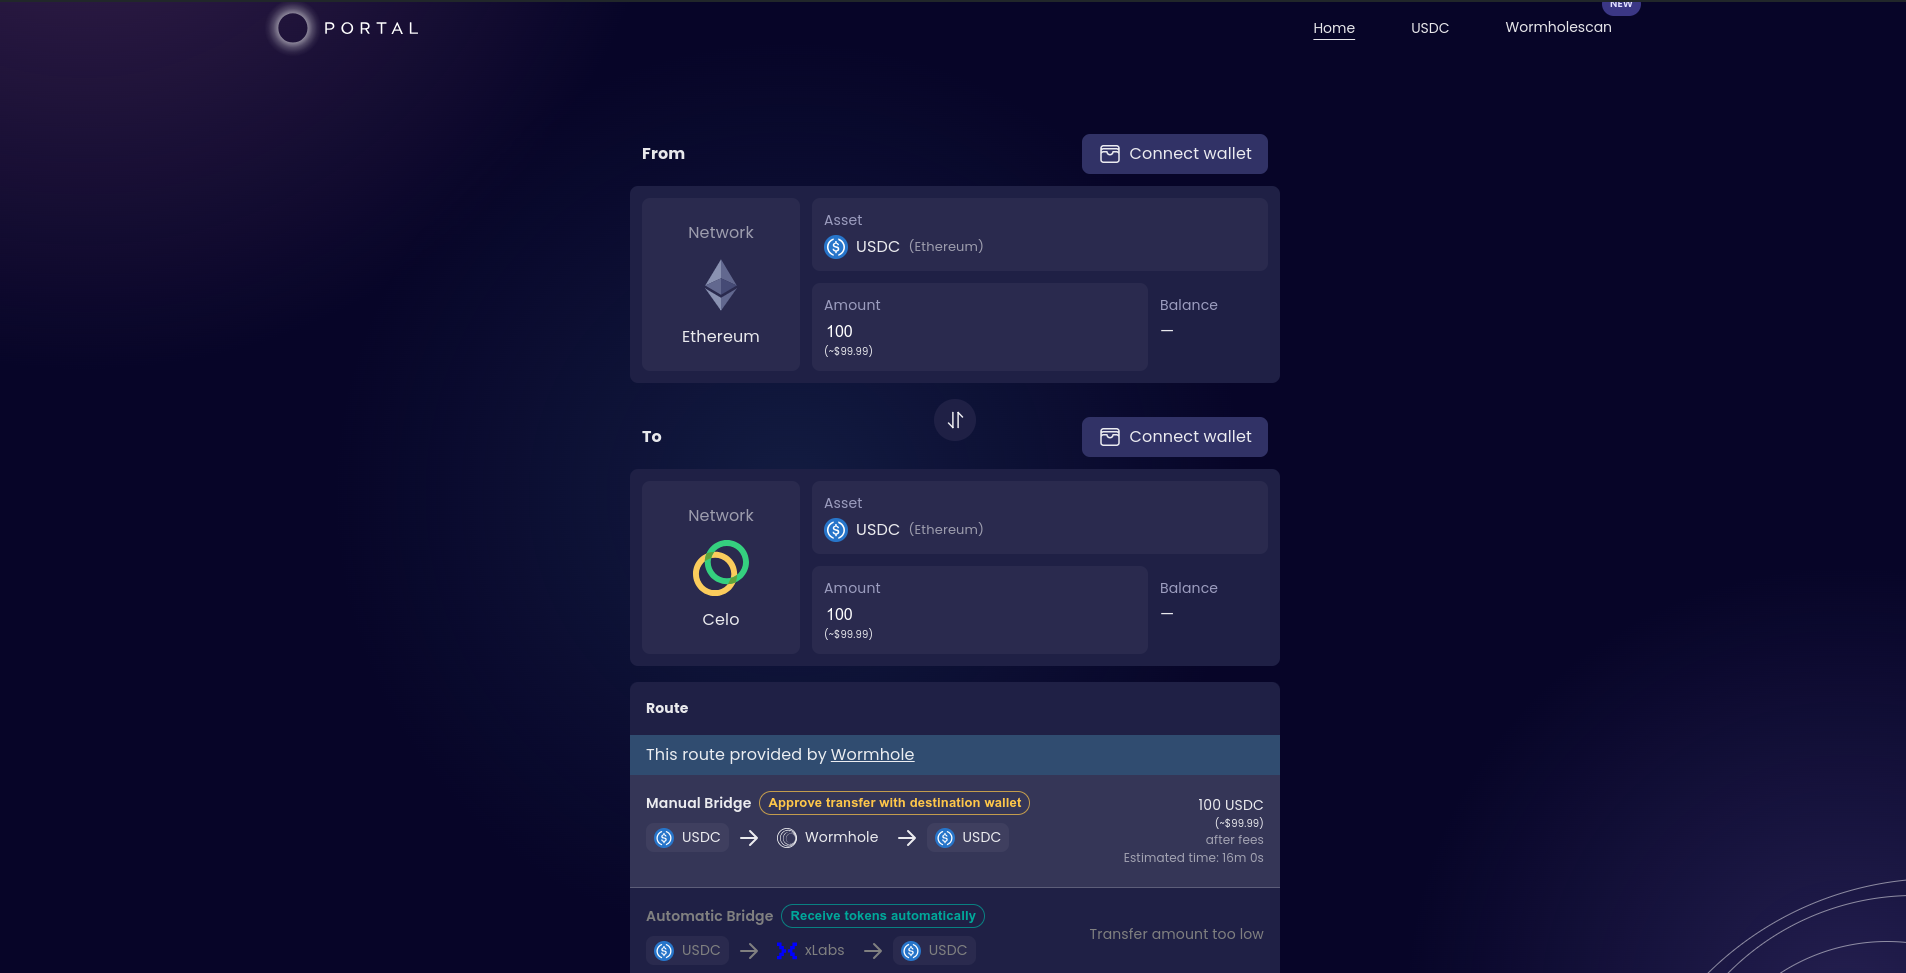 PORTAL
Home
USDC
Wormholescan
NEW
From
Connect wallet
Network
Ethereum
Asset
USDC (Ethereum)
Amount
100
(~$99.99)
Balance
—
To
Connect wallet
Network
Celo
Asset
USDC (Ethereum)
Amount
100
(~$99.99)
Balance
—
Route
This route provided by Wormhole
Manual Bridge Approve transfer with destination wallet
USDC → Wormhole → USDC
100 USDC
(~$99.99)
after fees
Estimated time: 16m 0s
Automatic Bridge Receive tokens automatically
USDC → xLabs → USDC
Transfer amount too low